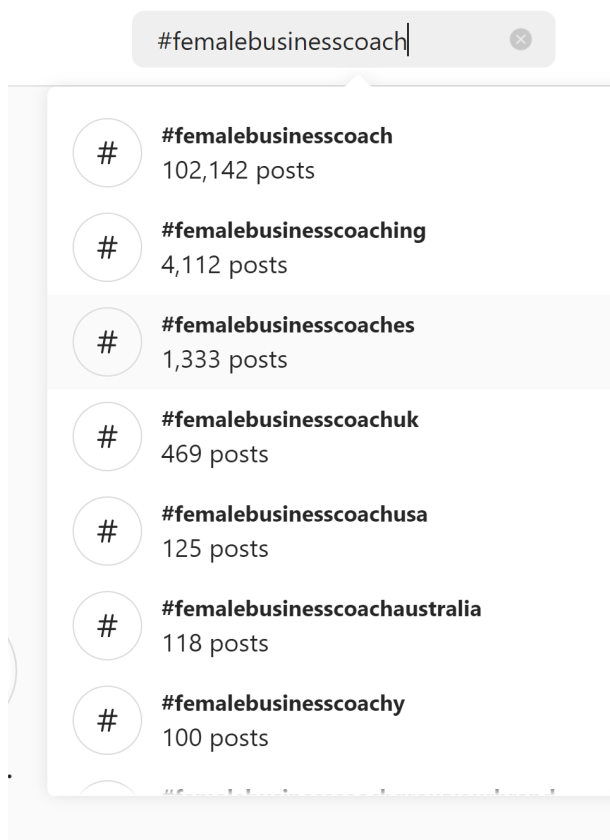 #femalebusinesscoach
# #femalebusinesscoach
102,142 posts
# #femalebusinesscoaching
4,112 posts
# #femalebusinesscoaches
1,333 posts
# #femalebusinesscoachuk
469 posts
# #femalebusinesscoachusa
125 posts
# #femalebusinesscoachaustralia
118 posts
# #femalebusinesscoachy
100 posts